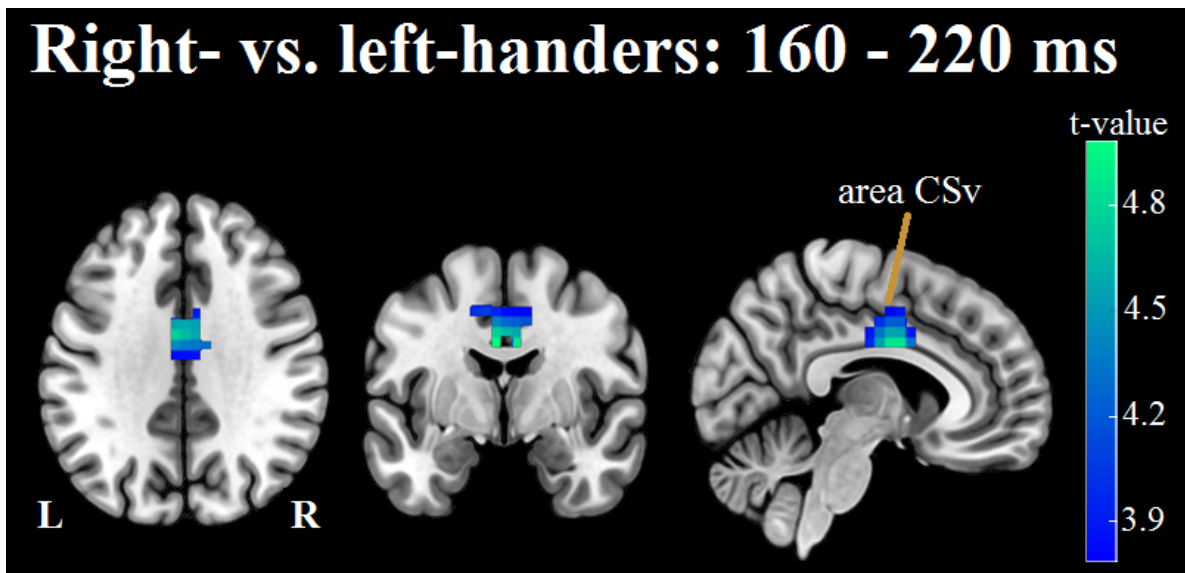 Right- vs. left-handers: 160 - 220 ms
t-value
area CSv
4.8
4.5
4.2
3.9
L
R